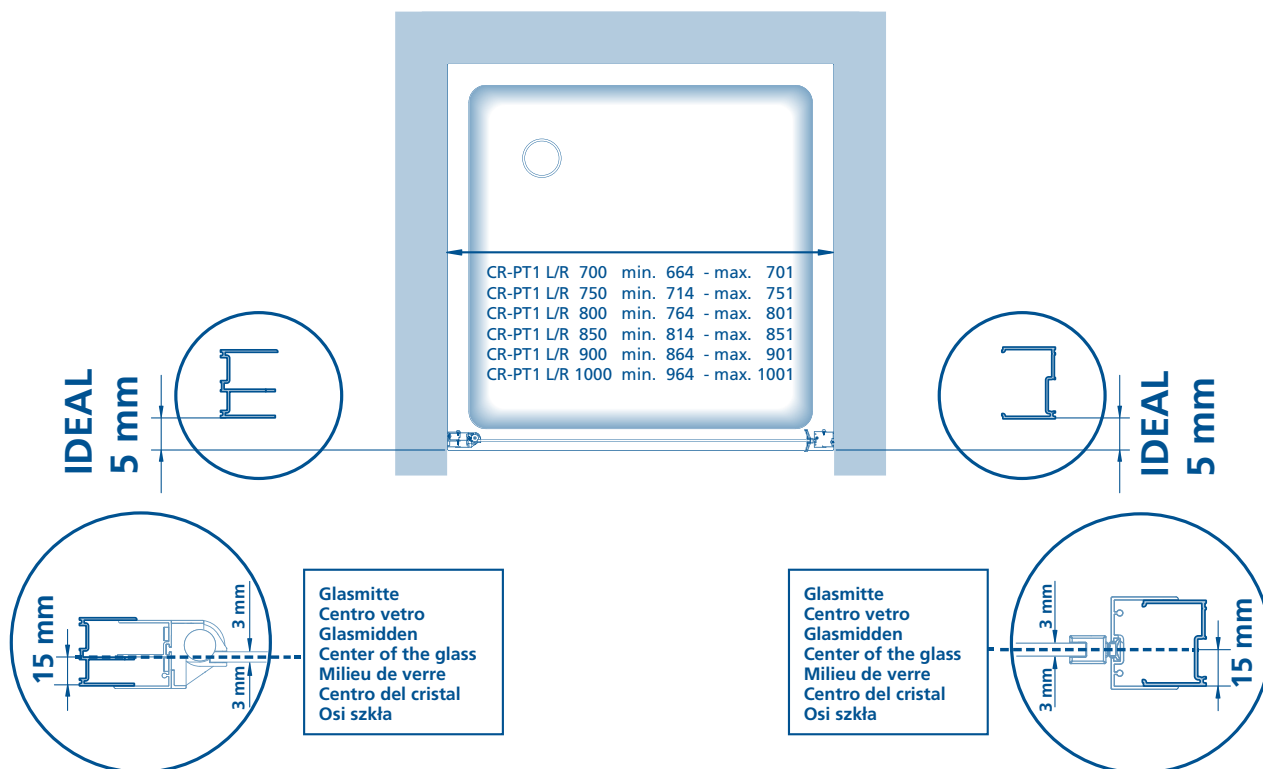 CR-PT1 L/R 700 min. 664 - max. 701
CR-PT1 L/R 750 min. 714 - max. 751
CR-PT1 L/R 800 min. 764 - max. 801
CR-PT1 L/R 850 min. 814 - max. 851
CR-PT1 L/R 900 min. 864 - max. 901
CR-PT1 L/R 1000 min. 964 - max. 1001
IDEAL
5 mm
IDEAL
5 mm
15 mm
3 mm
3 mm
Glasmitte
Centro vetro
Glasmidden
Center of the glass
Milieu de verre
Centro del cristal
Osi szkła
Glasmitte
Centro vetro
Glasmidden
Center of the glass
Milieu de verre
Centro del cristal
Osi szkła
3 mm
3 mm
15 mm